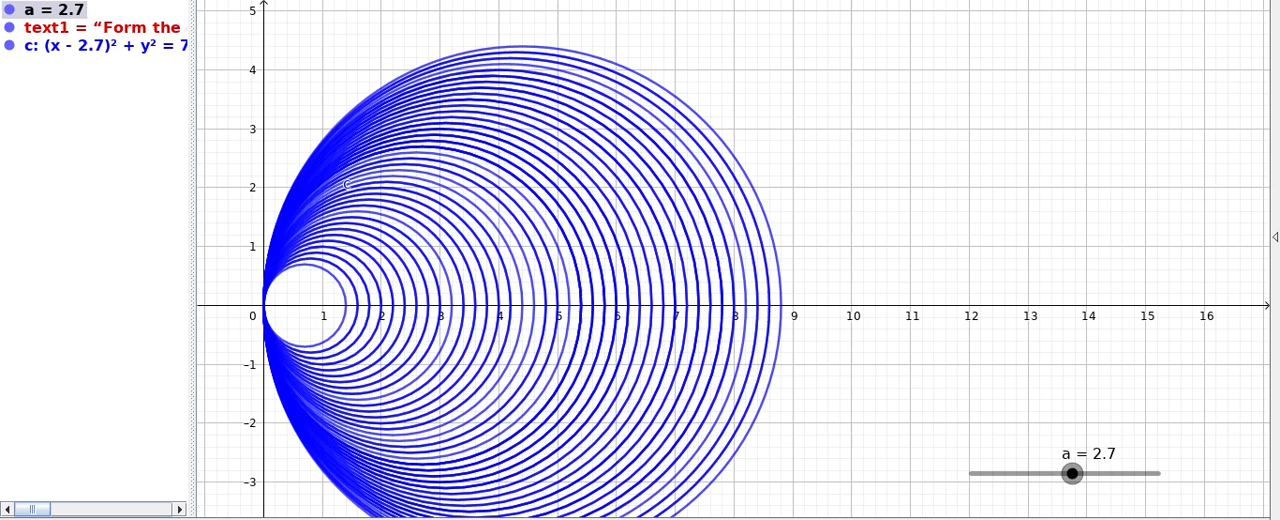 a = 2.7
text1 = “Form the
c: (x - 2.7)² + y² = 7
5
4
3
2
c
1
0 1 2 3 4 5 6 7 8 9 10 11 12 13 14 15 16
–1
–2
–3
a = 2.7